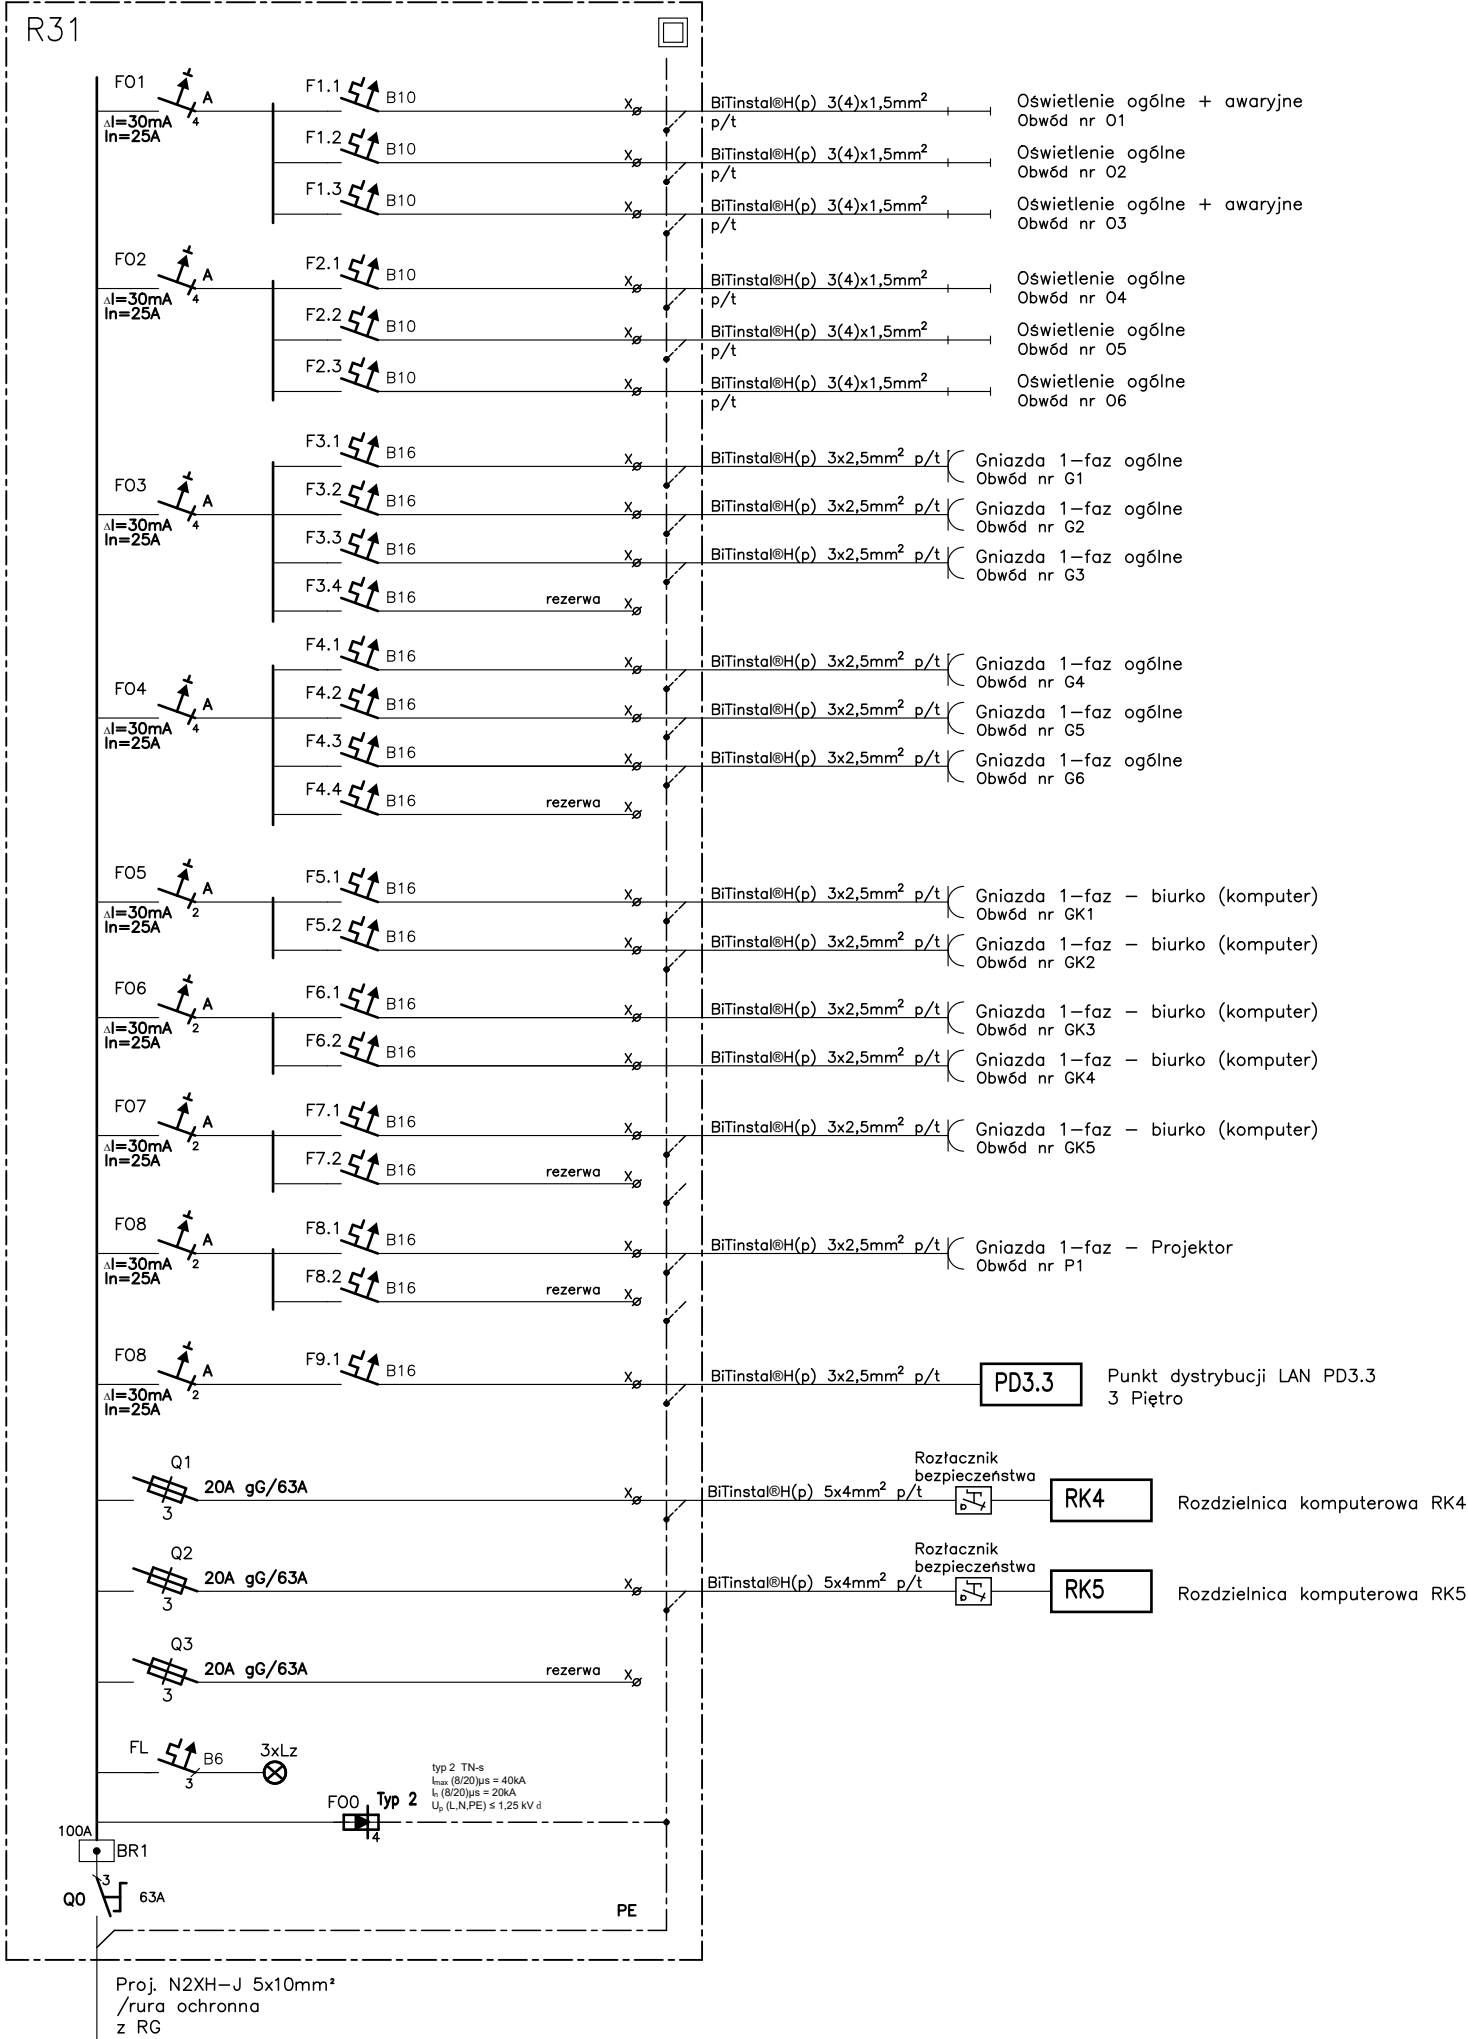 R31
F01
A
4
ΔI=30mA
In=25A
F1.1
B10
X
BiTinstal®H(p) 3(4)x1,5mm²
p/t
Oświetlenie ogólne + awaryjne
Obwód nr O1
F1.2
B10
X
BiTinstal®H(p) 3(4)x1,5mm²
p/t
Oświetlenie ogólne
Obwód nr O2
F1.3
B10
X
BiTinstal®H(p) 3(4)x1,5mm²
p/t
Oświetlenie ogólne + awaryjne
Obwód nr O3
F02
A
4
ΔI=30mA
In=25A
F2.1
B10
X
BiTinstal®H(p) 3(4)x1,5mm²
p/t
Oświetlenie ogólne
Obwód nr O4
F2.2
B10
X
BiTinstal®H(p) 3(4)x1,5mm²
p/t
Oświetlenie ogólne
Obwód nr O5
F2.3
B10
X
BiTinstal®H(p) 3(4)x1,5mm²
p/t
Oświetlenie ogólne
Obwód nr O6
F03
A
4
ΔI=30mA
In=25A
F3.1
B16
X
BiTinstal®H(p) 3x2,5mm² p/t
Gniazda 1-faz ogólne
Obwód nr G1
F3.2
B16
X
BiTinstal®H(p) 3x2,5mm² p/t
Gniazda 1-faz ogólne
Obwód nr G2
F3.3
B16
X
BiTinstal®H(p) 3x2,5mm² p/t
Gniazda 1-faz ogólne
Obwód nr G3
F3.4
B16
rezerwa
X
F04
A
4
ΔI=30mA
In=25A
F4.1
B16
X
BiTinstal®H(p) 3x2,5mm² p/t
Gniazda 1-faz ogólne
Obwód nr G4
F4.2
B16
X
BiTinstal®H(p) 3x2,5mm² p/t
Gniazda 1-faz ogólne
Obwód nr G5
F4.3
B16
X
BiTinstal®H(p) 3x2,5mm² p/t
Gniazda 1-faz ogólne
Obwód nr G6
F4.4
B16
rezerwa
X
F05
A
2
ΔI=30mA
In=25A
F5.1
B16
X
BiTinstal®H(p) 3x2,5mm² p/t
Gniazda 1-faz - biurko (komputer)
Obwód nr GK1
F5.2
B16
X
BiTinstal®H(p) 3x2,5mm² p/t
Gniazda 1-faz - biurko (komputer)
Obwód nr GK2
F06
A
2
ΔI=30mA
In=25A
F6.1
B16
X
BiTinstal®H(p) 3x2,5mm² p/t
Gniazda 1-faz - biurko (komputer)
Obwód nr GK3
F6.2
B16
X
BiTinstal®H(p) 3x2,5mm² p/t
Gniazda 1-faz - biurko (komputer)
Obwód nr GK4
F07
A
2
ΔI=30mA
In=25A
F7.1
B16
X
BiTinstal®H(p) 3x2,5mm² p/t
Gniazda 1-faz - biurko (komputer)
Obwód nr GK5
F7.2
B16
rezerwa
X
F08
A
2
ΔI=30mA
In=25A
F8.1
B16
X
BiTinstal®H(p) 3x2,5mm² p/t
Gniazda 1-faz - Projektor
Obwód nr P1
F8.2
B16
rezerwa
X
F08
A
2
ΔI=30mA
In=25A
F9.1
B16
X
BiTinstal®H(p) 3x2,5mm² p/t
PD3.3
Punkt dystrybucji LAN PD3.3
3 Piętro
Q1
20A gG/63A
3
X
BiTinstal®H(p) 5x4mm² p/t
Rozłacznik
bezpieczeństwa
P
RK4
Rozdzielnica komputerowa RK4
Q2
20A gG/63A
3
X
BiTinstal®H(p) 5x4mm² p/t
Rozłacznik
bezpieczeństwa
P
RK5
Rozdzielnica komputerowa RK5
Q3
20A gG/63A
3
rezerwa
X
FL
B6
3
3xLz
F00
Typ 2
4
typ 2 TN-s
Imax (8/20)µs = 40kA
In (8/20)µs = 20kA
Up (L,N,PE) ≤ 1,25 kV d
100A
BR1
3
Q0
63A
PE
Proj. N2XH-J 5x10mm²
/rura ochronna
z RG